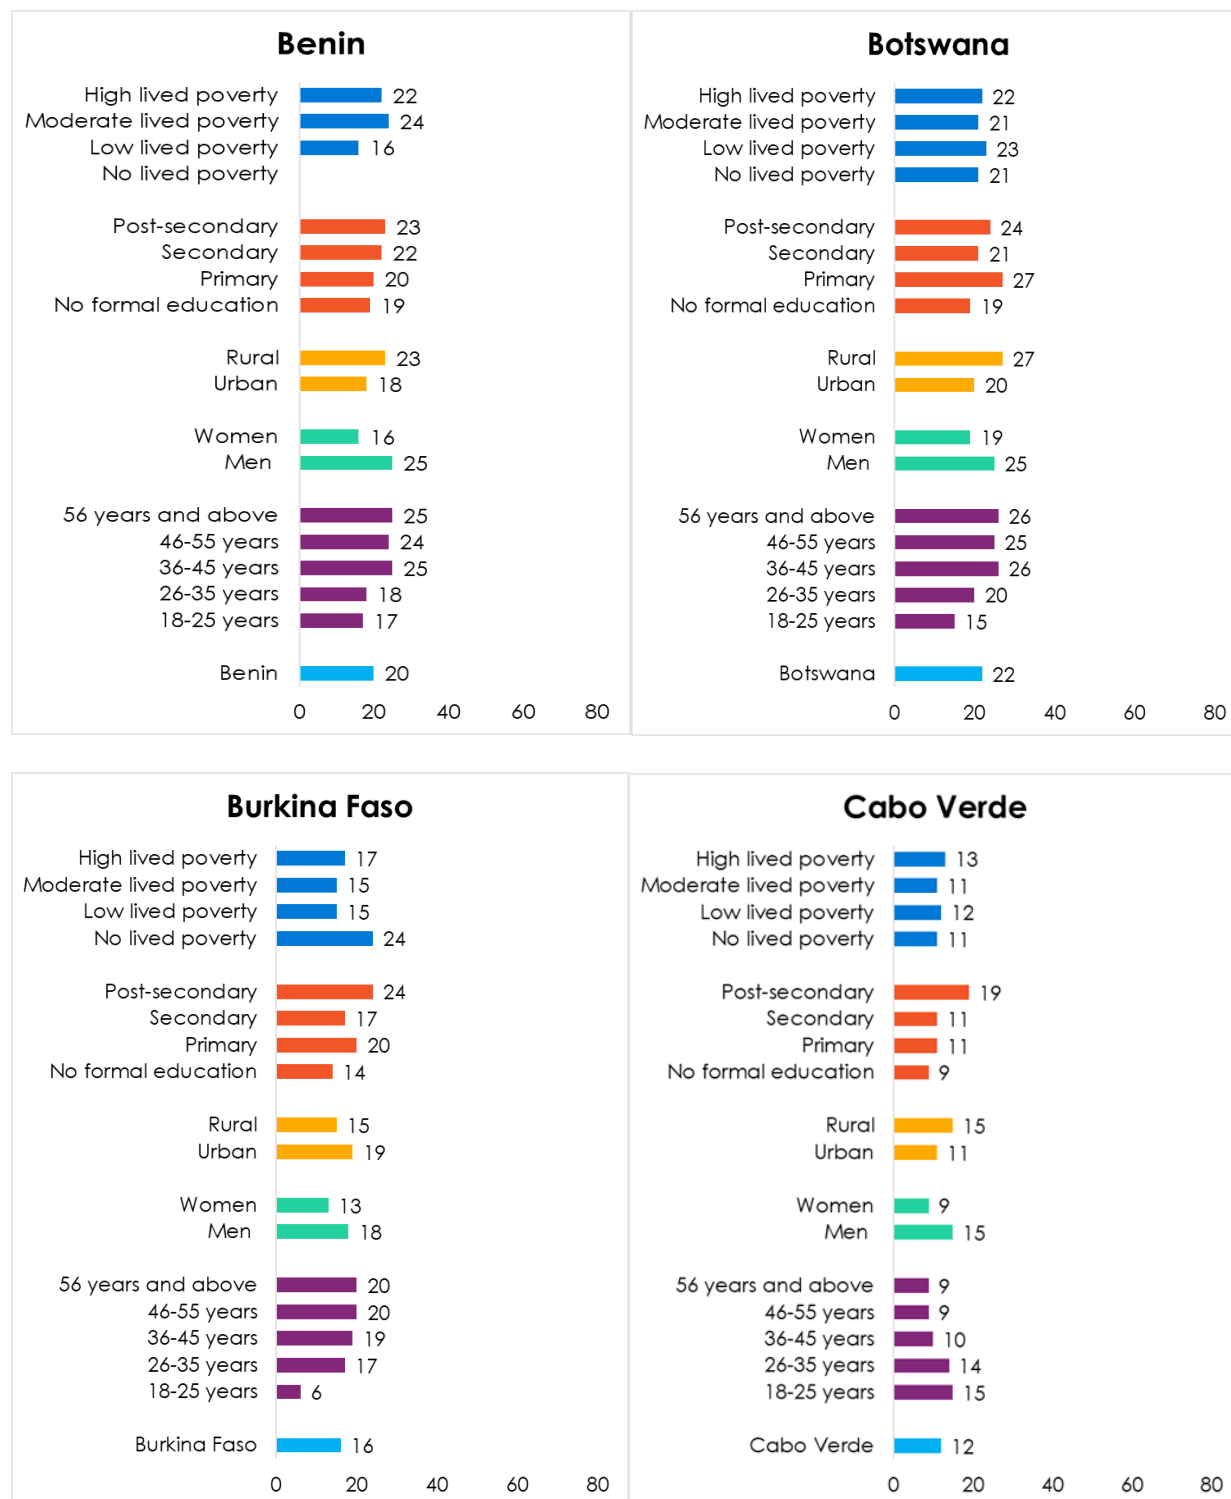 Benin
High lived poverty 22
Moderate lived poverty 24
Low lived poverty 16
No lived poverty
Post-secondary 23
Secondary 22
Primary 20
No formal education 19
Rural 23
Urban 18
Women 16
Men 25
56 years and above 25
46-55 years 24
36-45 years 25
26-35 years 18
18-25 years 17
Benin 20
0 20 40 60 80
Botswana
High lived poverty 22
Moderate lived poverty 21
Low lived poverty 23
No lived poverty 21
Post-secondary 24
Secondary 21
Primary 27
No formal education 19
Rural 27
Urban 20
Women 19
Men 25
56 years and above 26
46-55 years 25
36-45 years 26
26-35 years 20
18-25 years 15
Botswana 22
0 20 40 60 80
Burkina Faso
High lived poverty 17
Moderate lived poverty 15
Low lived poverty 15
No lived poverty 24
Post-secondary 24
Secondary 17
Primary 20
No formal education 14
Rural 15
Urban 19
Women 13
Men 18
56 years and above 20
46-55 years 20
36-45 years 19
26-35 years 17
18-25 years 6
Burkina Faso 16
0 20 40 60 80
Cabo Verde
High lived poverty 13
Moderate lived poverty 11
Low lived poverty 12
No lived poverty 11
Post-secondary 19
Secondary 11
Primary 11
No formal education 9
Rural 15
Urban 11
Women 9
Men 15
56 years and above 9
46-55 years 9
36-45 years 10
26-35 years 14
18-25 years 15
Cabo Verde 12
0 20 40 60 80